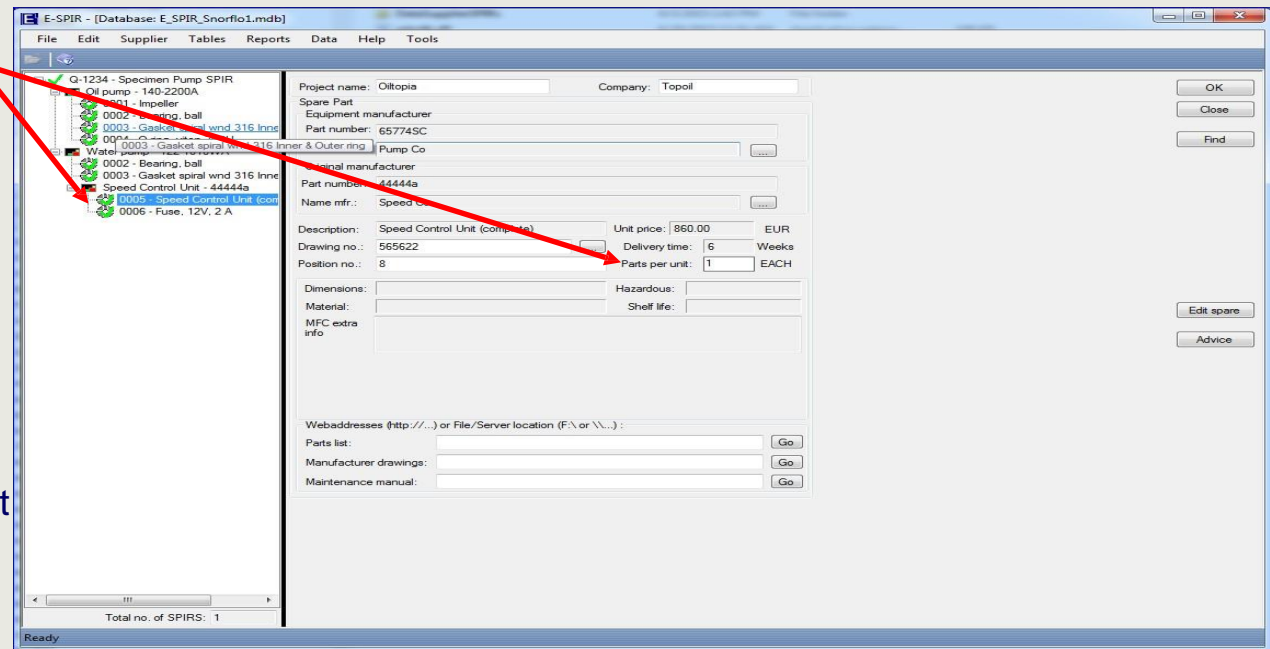 E-SPIR - [Database: E_SPIR_Snorflo1.mdb]
File Edit Supplier Tables Reports Data Help Tools
Q-1234 - Specimen Pump SPIR
Oil pump - 140-2200A
0001 - Impeller
0002 - Bearing, ball
0003 - Gasket spiral wnd 316 Inne
0003 - Gasket spiral wnd 316 Inner & Outer ring
0002 - Bearing, ball
0003 - Gasket spiral wnd 316 Inne
Speed Control Unit - 44444a
0005 - Speed Control Unit (com
0006 - Fuse, 12V, 2 A
Total no. of SPIRS: 1
Ready
Project name: Oiltopia Company: Topoil
Spare Part
Equipment manufacturer
Part number: 65774SC
Pump Co ...
Original manufacturer
Part number: 44444a
Name mfr.: Speed ...
Description: Speed Control Unit (complete) Unit price: 860.00 EUR
Drawing no.: 565622 ... Delivery time: 6 Weeks
Position no.: 8 Parts per unit: 1 EACH
Dimensions: Hazardous:
Material: Shelf life:
MFC extra
info
Webaddresses (http://...) or File/Server location (F:\ or \\...) :
Parts list: Go
Manufacturer drawings: Go
Maintenance manual: Go
OK
Close
Find
Edit spare
Advice
t